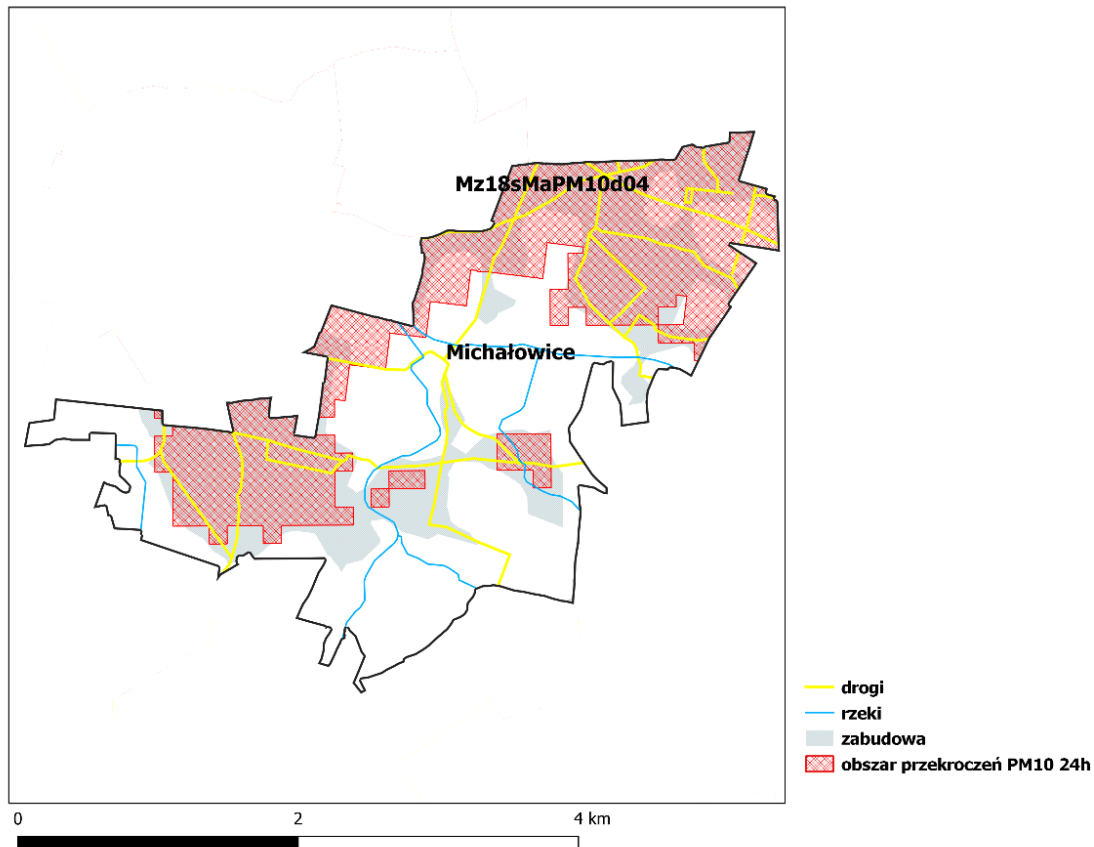 Mz18sMaPM10d04
Michałowice
drogi
rzeki
zabudowa
obszar przekroczeń PM10 24h
0 2 4 km